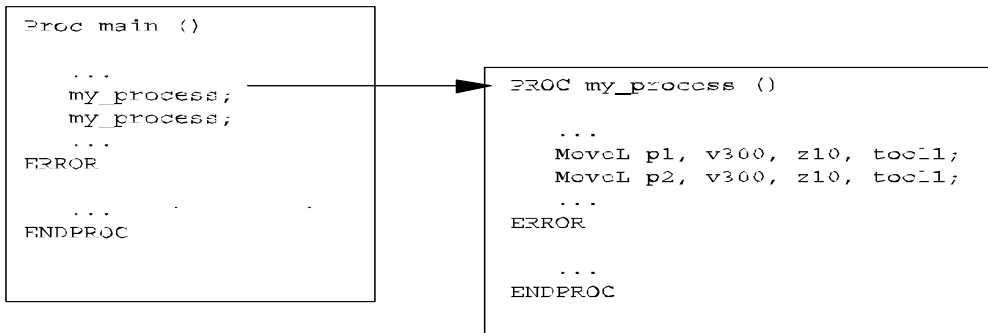 Proc main ()
...
my_process;
my_process;
...
ERROR
...
ENDPROC
PROC my_process ()
...
MoveL p1, v300, z10, tool1;
MoveL p2, v300, z10, tool1;
...
ERROR
...
ENDPROC